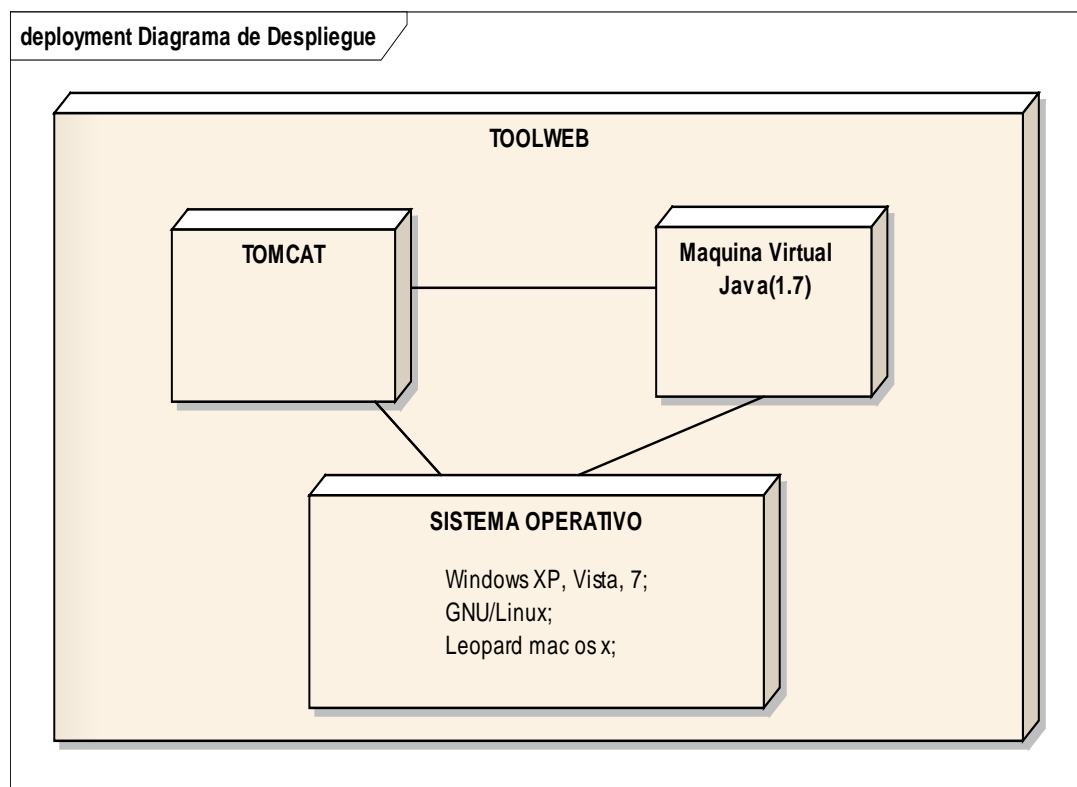 deployment Diagrama de Despliegue
TOOLWEB
TOMCAT
Maquina Virtual
Java(1.7)
SISTEMA OPERATIVO
Windows XP, Vista, 7;
GNU/Linux;
Leopard mac os x;